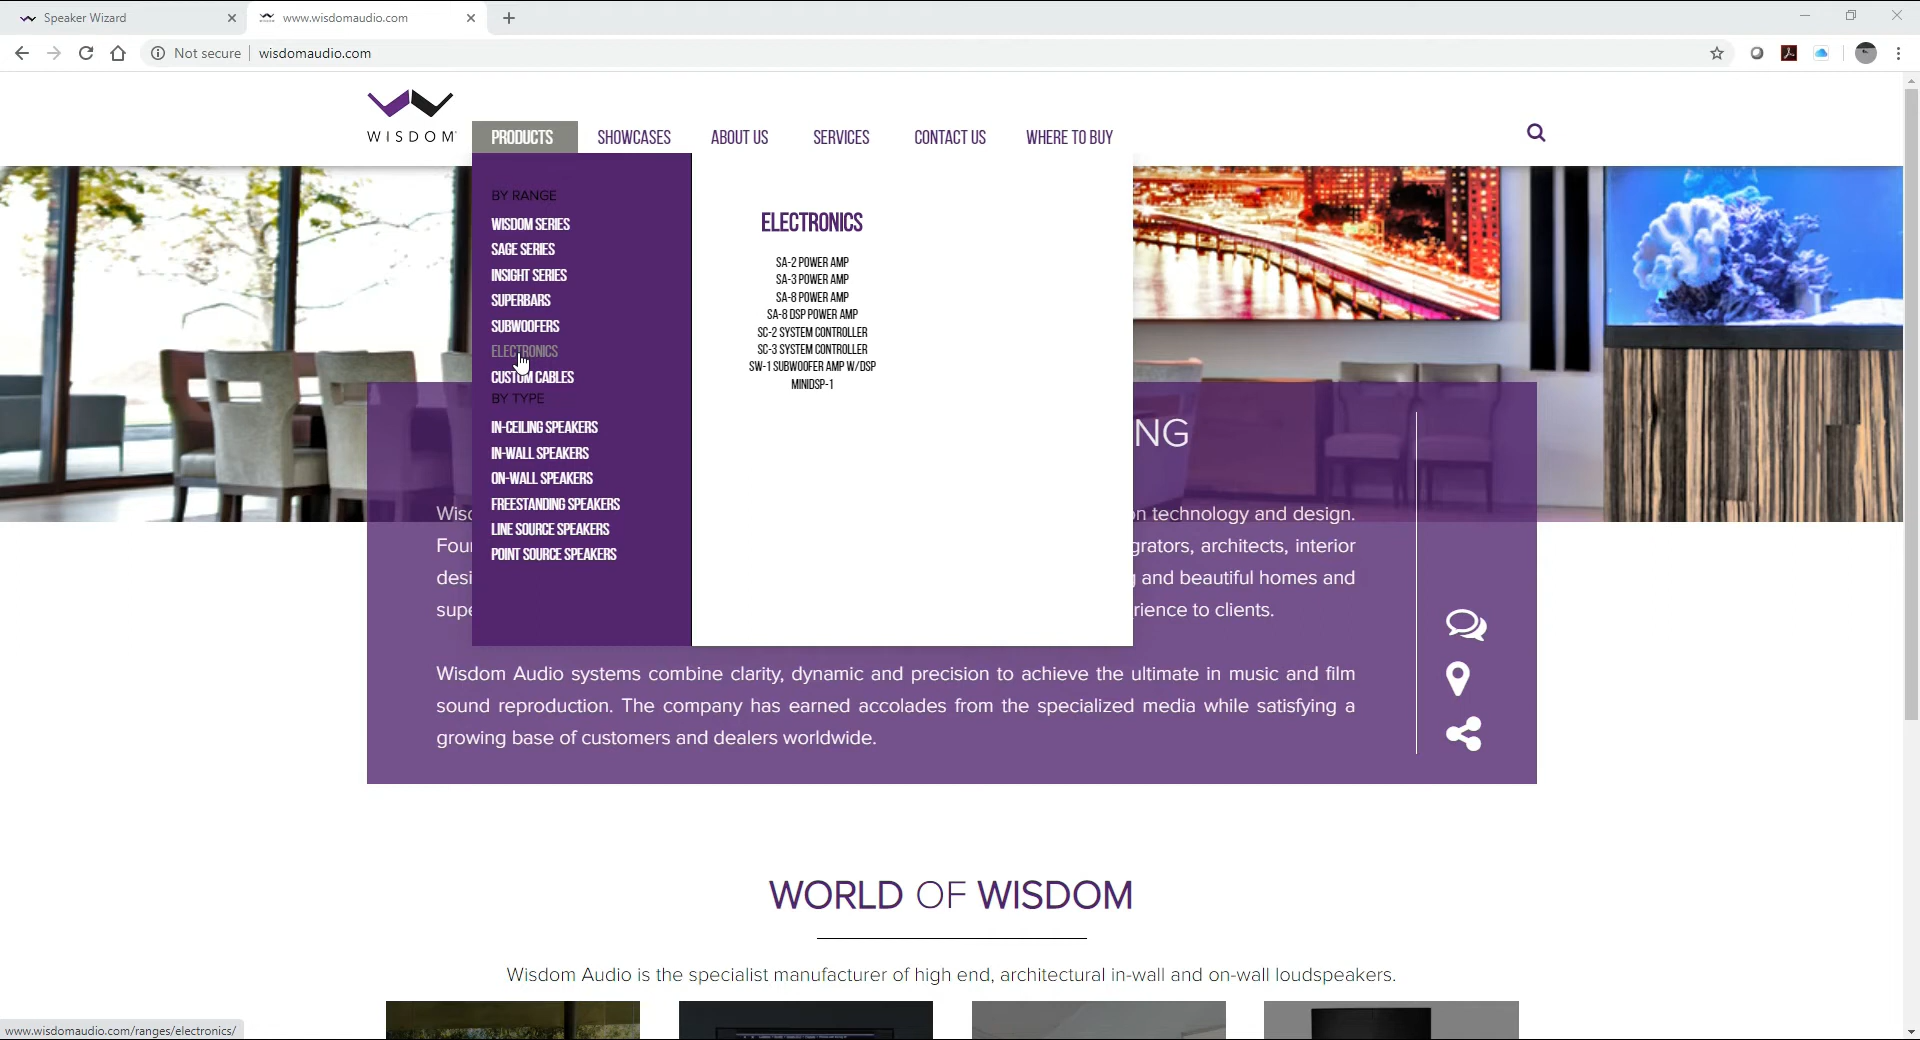 Speaker Wizard
www.wisdomaudio.com
Not secure
wisdomaudio.com
WISDOM
PRODUCTS
SHOWCASES
ABOUT US
SERVICES
CONTACT US
WHERE TO BUY
BY RANGE
WISDOM SERIES
SAGE SERIES
INSIGHT SERIES
SUPERBARS
SUBWOOFERS
ELECTRONICS
CUSTOM CABLES
BY TYPE
IN-CEILING SPEAKERS
IN-WALL SPEAKERS
ON-WALL SPEAKERS
FREESTANDING SPEAKERS
LINE SOURCE SPEAKERS
POINT SOURCE SPEAKERS
ELECTRONICS
SA-2 POWER AMP
SA-3 POWER AMP
SA-8 POWER AMP
SA-8 DSP POWER AMP
SC-2 SYSTEM CONTROLLER
SC-3 SYSTEM CONTROLLER
SW-1 SUBWOOFER AMP W/DSP
MINIDSP-1
NG
technology and design.
architects, interior
and beautiful homes and
to clients.
Wisdom Audio systems combine clarity, dynamic and precision to achieve the ultimate in music and film
sound reproduction. The company has earned accolades from the specialized media while satisfying a
growing base of customers and dealers worldwide.
WORLD OF WISDOM
Wisdom Audio is the specialist manufacturer of high end, architectural in-wall and on-wall loudspeakers.
www.wisdomaudio.com/ranges/electronics/